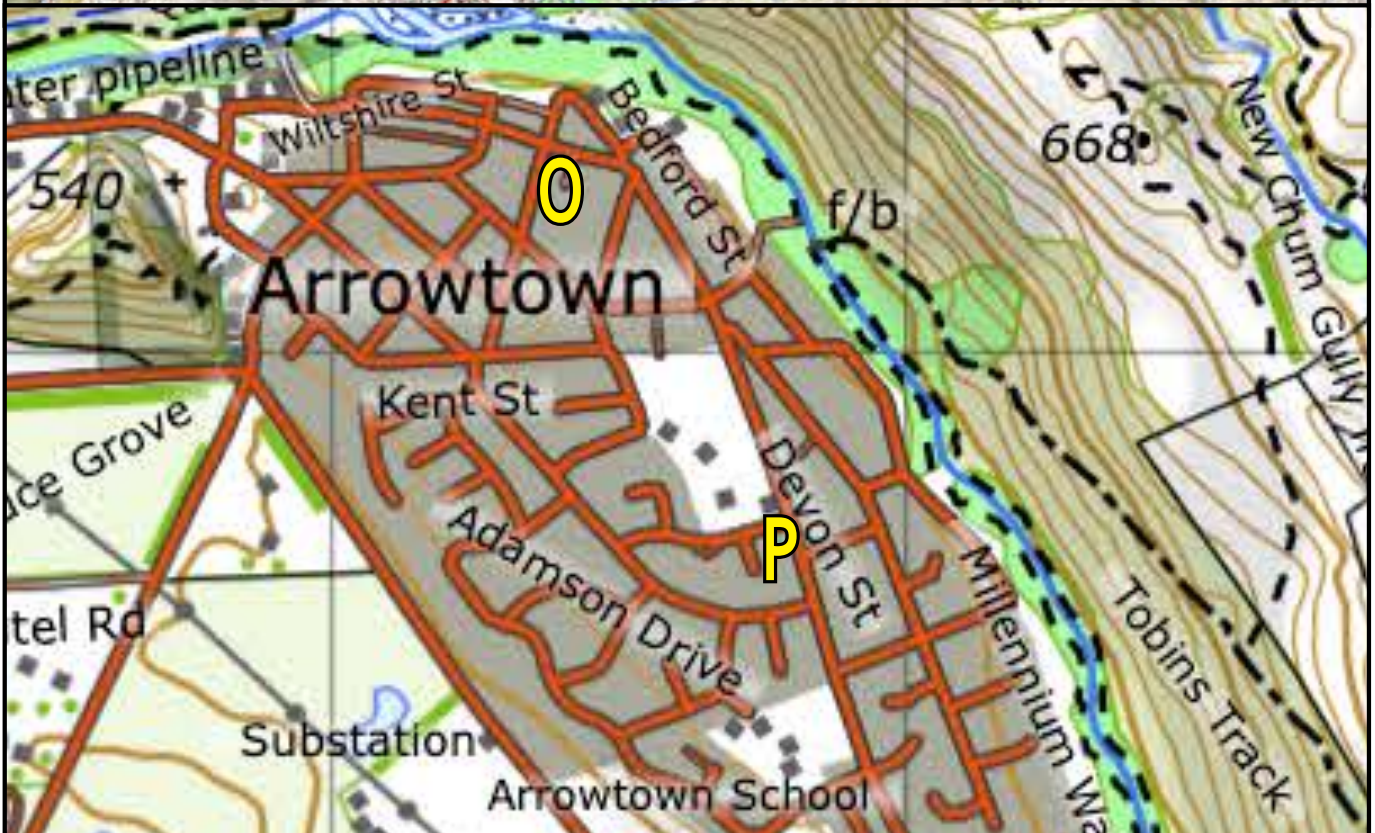 ter pipeline
Wiltshire St
Bedford St
New Chum Gully
668
540
O
f/b
Arrowtown
Kent St
ce Grove
Devon St
P
Adamson Drive
Millennium Wa
Tobins Track
tel Rd
Substation
Arrowtown School